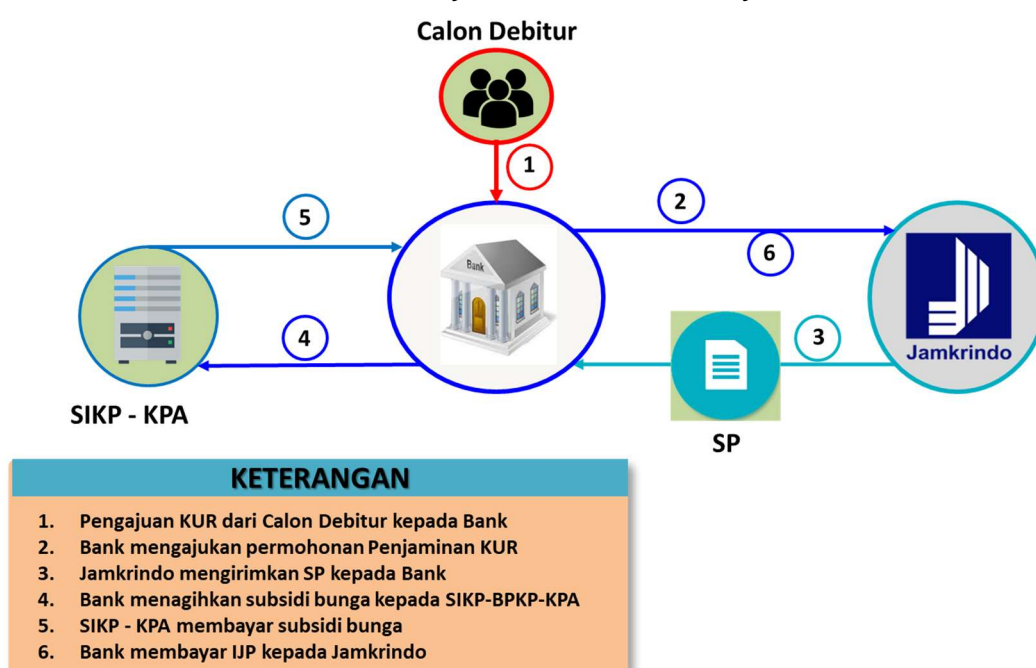 Calon Debitur
1
5
2
6
Bank
4
3
Jamkrindo
SIKP - KPA
SP
KETERANGAN
1. Pengajuan KUR dari Calon Debitur kepada Bank
2. Bank mengajukan permohonan Penjaminan KUR
3. Jamkrindo mengirimkan SP kepada Bank
4. Bank menagihkan subsidi bunga kepada SIKP-BPKP-KPA
5. SIKP - KPA membayar subsidi bunga
6. Bank membayar IJP kepada Jamkrindo